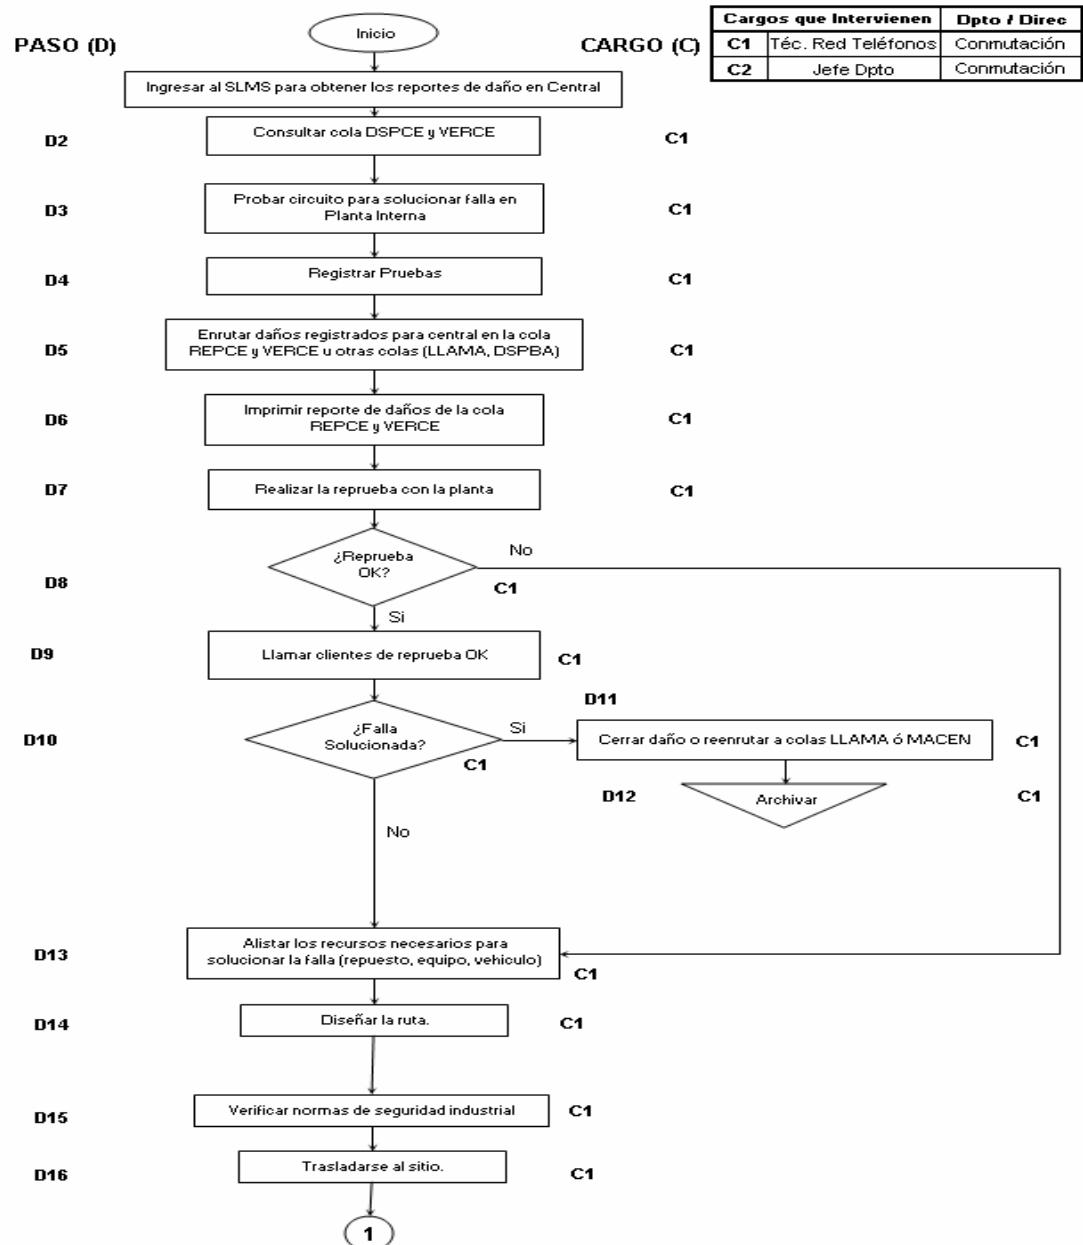 Inicio
PASO (D)
CARGO (C)
Cargos que Intervienen Dpto / Direc
C1 Téc. Red Teléfonos Conmutación
C2 Jefe Dpto Conmutación
Ingresar al SLMS para obtener los reportes de daño en Central
D2
Consultar cola DSPCE y VERCE
C1
D3
Probar circuito para solucionar falla en
Planta Interna
C1
D4
Registrar Pruebas
C1
D5
Enrutar daños registrados para central en la cola
REPCE y VERCE u otras colas (LLAMA, DSPBA)
C1
D6
Imprimir reporte de daños de la cola
REPCE y VERCE
C1
D7
Realizar la reprueba con la planta
C1
D8
¿Reprueba
OK?
No
C1
Si
D9
Llamar clientes de reprueba OK
C1
D10
¿Falla
Solucionada?
Si
C1
D11
Cerrar daño o reenrutar a colas LLAMA ó MACEN
C1
D12
Archivar
C1
No
D13
Alistar los recursos necesarios para
solucionar la falla (repuesto, equipo, vehiculo)
C1
D14
Diseñar la ruta.
C1
D15
Verificar normas de seguridad industrial
C1
D16
Trasladarse al sitio.
C1
1